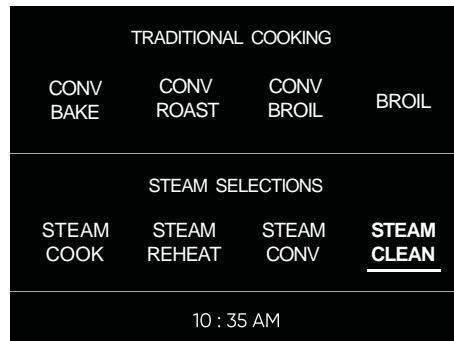 TRADITIONAL COOKING
CONV BAKE
CONV ROAST
CONV BROIL
BROIL
STEAM SELECTIONS
STEAM COOK
STEAM REHEAT
STEAM CONV
STEAM CLEAN
10 : 35 AM